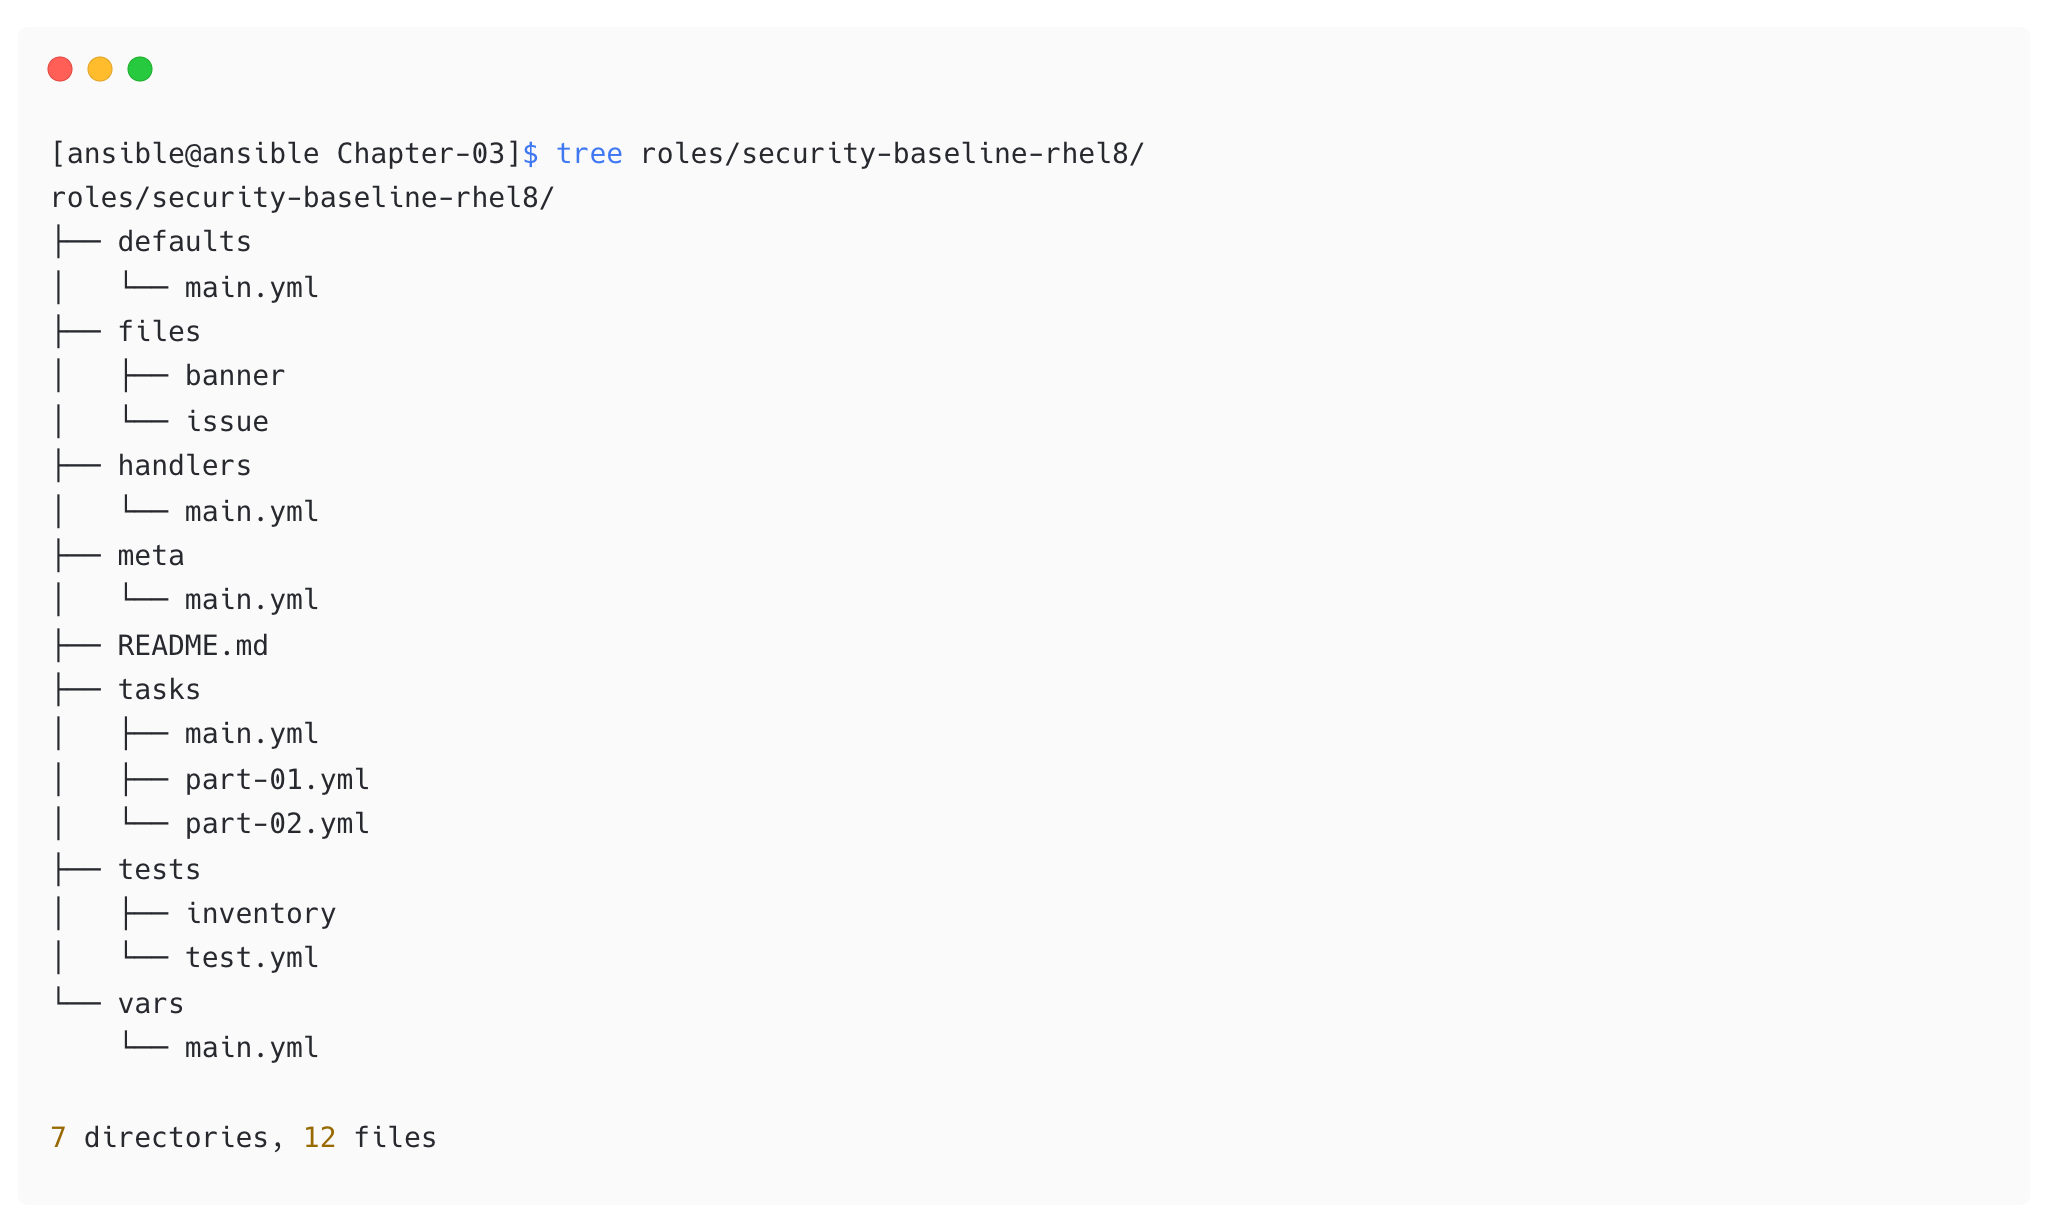 [ansible@ansible Chapter-03]$ tree roles/security-baseline-rhel8/
roles/security-baseline-rhel8/
├── defaults
│   └── main.yml
├── files
│   ├── banner
│   └── issue
├── handlers
│   └── main.yml
├── meta
│   └── main.yml
├── README.md
├── tasks
│   ├── main.yml
│   ├── part-01.yml
│   └── part-02.yml
├── tests
│   ├── inventory
│   └── test.yml
└── vars
    └── main.yml

7 directories, 12 files